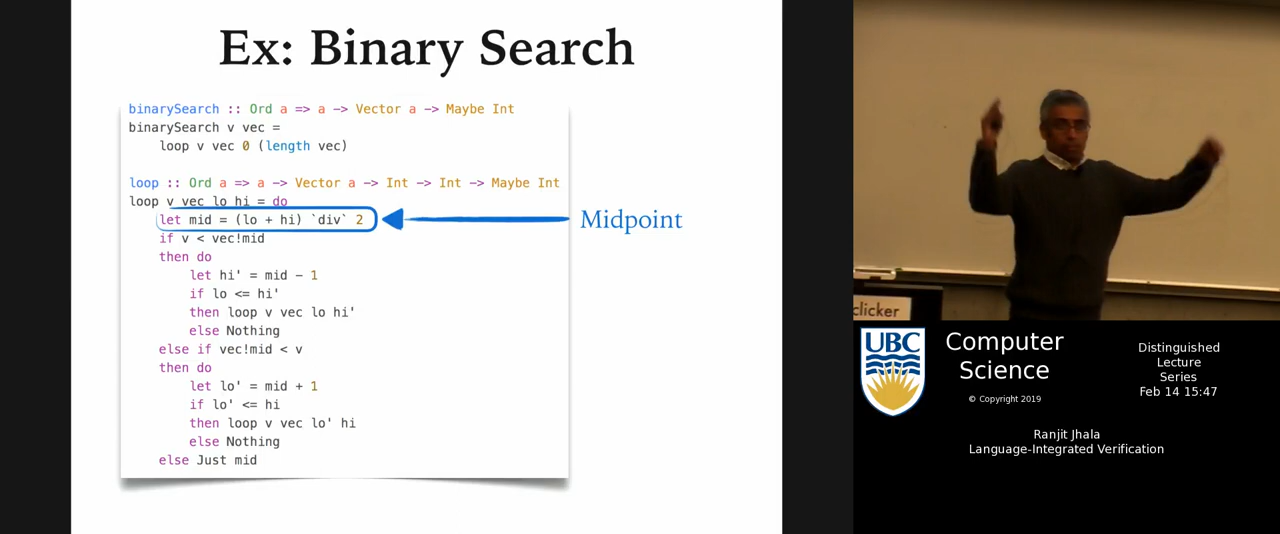 Ex: Binary Search
binarySearch :: Ord a => a -> Vector a -> Maybe Int
binarySearch v vec =
    loop v vec 0 (length vec)
loop :: Ord a => a -> Vector a -> Int -> Int -> Maybe Int
loop v vec lo hi = do
    let mid = (lo + hi) `div` 2
    if v < vec!mid
    then do
        let hi' = mid - 1
        if lo <= hi'
        then loop v vec lo hi'
        else Nothing
    else if vec!mid < v
    then do
        let lo' = mid + 1
        if lo' <= hi
        then loop v vec lo' hi
        else Nothing
    else Just mid
Midpoint
clicker
UBC
Computer
Science
© Copyright 2019
Distinguished
Lecture
Series
Feb 14 15:47
Ranjit Jhala
Language-Integrated Verification